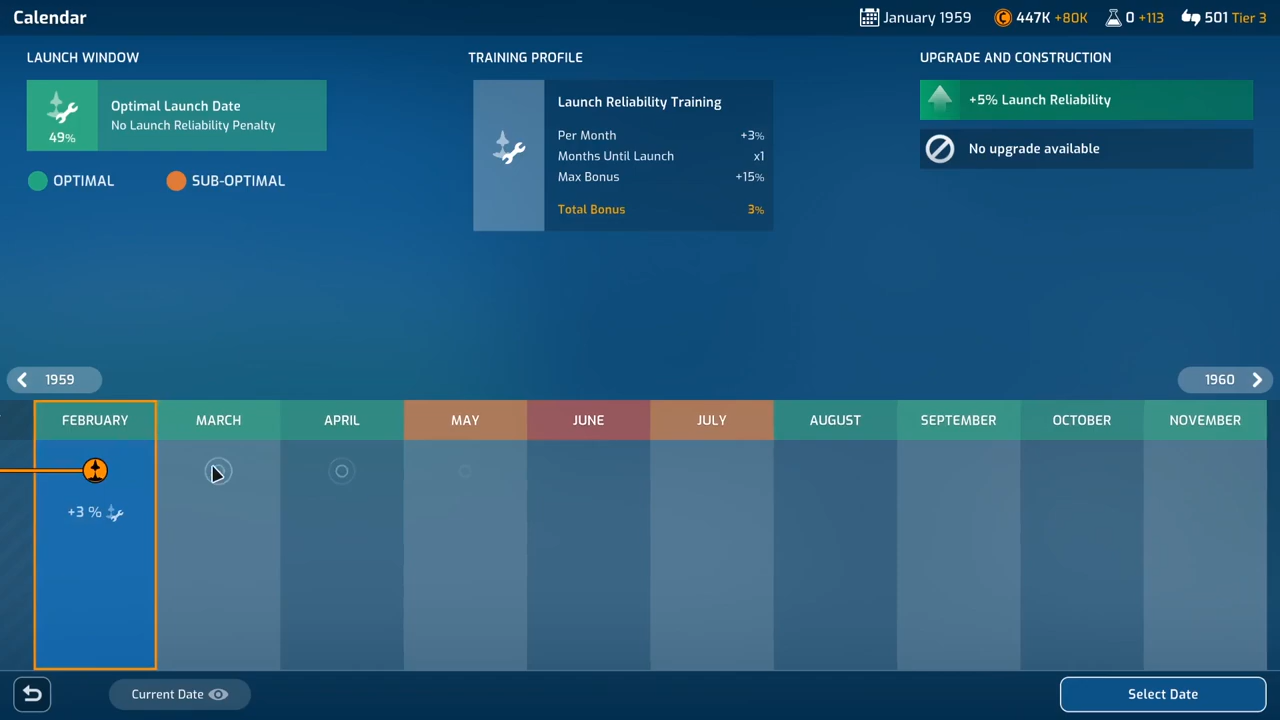 Calendar
January 1959
447K +80K
0 +113
501 Tier 3
LAUNCH WINDOW
49%
Optimal Launch Date
No Launch Reliability Penalty
OPTIMAL
SUB-OPTIMAL
TRAINING PROFILE
Launch Reliability Training
Per Month +3%
Months Until Launch x1
Max Bonus +15%
Total Bonus 3%
UPGRADE AND CONSTRUCTION
+5% Launch Reliability
No upgrade available
1959
1960
FEBRUARY
MARCH
APRIL
MAY
JUNE
JULY
AUGUST
SEPTEMBER
OCTOBER
NOVEMBER
+3 %
Current Date
Select Date